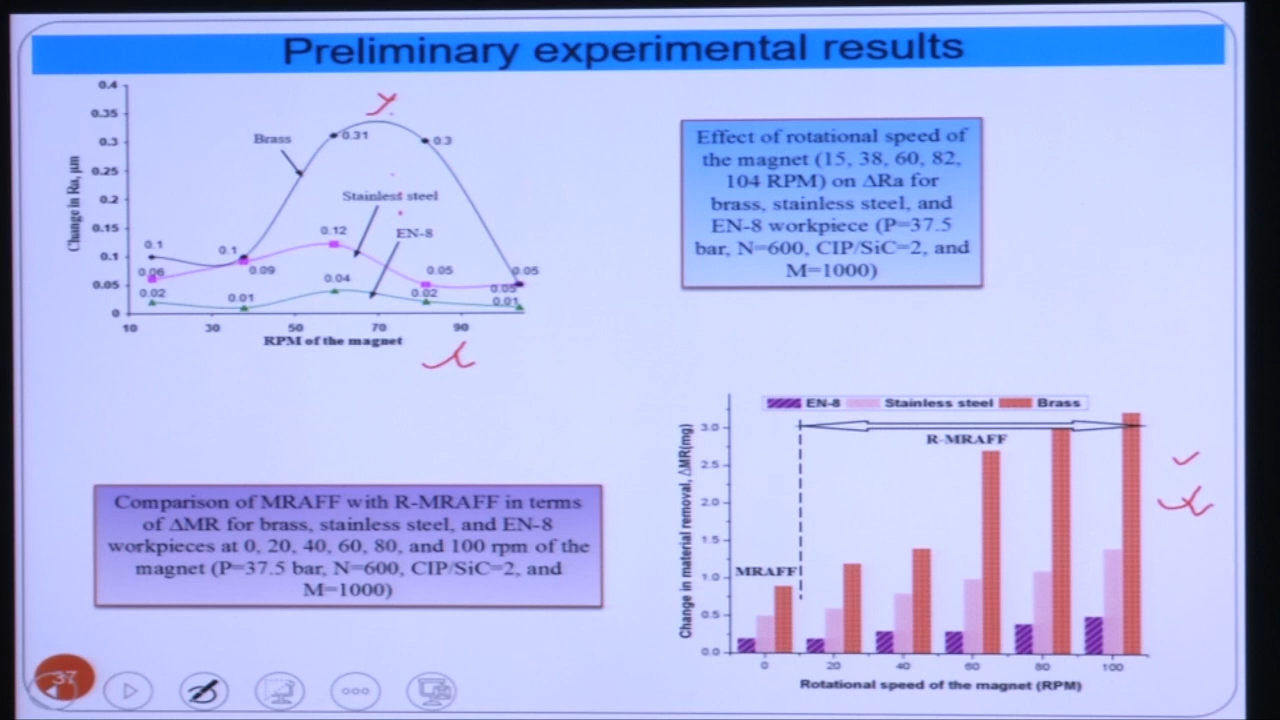 Preliminary experimental results
0.4
0.35
0.3
0.25
0.2
0.15
0.1
0.05
0
Change in Ra, µm
10 30 50 70 90
RPM of the magnet
Brass
Stainless steel
EN-8
0.1 0.1 0.31 0.3 0.05
0.06 0.09 0.12 0.05 0.05
0.02 0.01 0.04 0.02 0.01
Effect of rotational speed of
the magnet (15, 38, 60, 82,
104 RPM) on ΔRa for
brass, stainless steel, and
EN-8 workpiece (P=37.5
bar, N=600, CIP/SiC=2, and
M=1000)
Comparison of MRAFF with R-MRAFF in terms
of ΔMR for brass, stainless steel, and EN-8
workpieces at 0, 20, 40, 60, 80, and 100 rpm of the
magnet (P=37.5 bar, N=600, CIP/SiC=2, and
M=1000)
EN-8 Stainless steel Brass
R-MRAFF
MRAFF
Change in material removal, ΔMR(mg)
3.0
2.5
2.0
1.5
1.0
0.5
0.0
0 20 40 60 80 100
Rotational speed of the magnet (RPM)
37